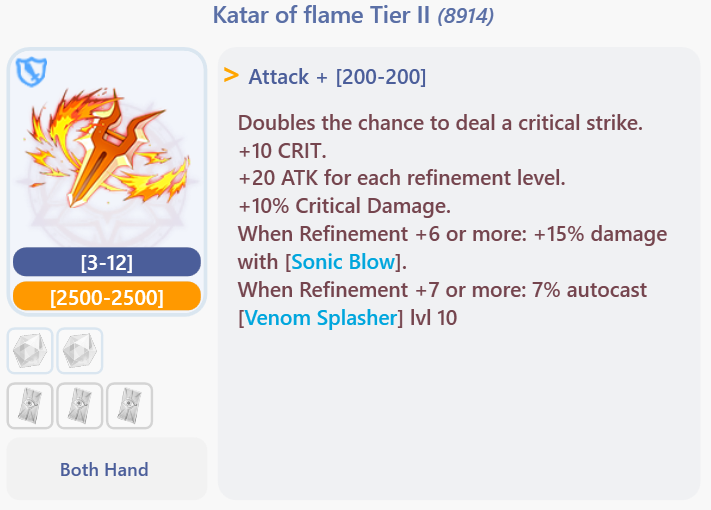 Katar of flame Tier II (8914)
> Attack + [200-200]
Doubles the chance to deal a critical strike.
+10 CRIT.
+20 ATK for each refinement level.
+10% Critical Damage.
When Refinement +6 or more: +15% damage
with [Sonic Blow].
When Refinement +7 or more: 7% autocast
[Venom Splasher] lvl 10
[3-12]
[2500-2500]
Both Hand